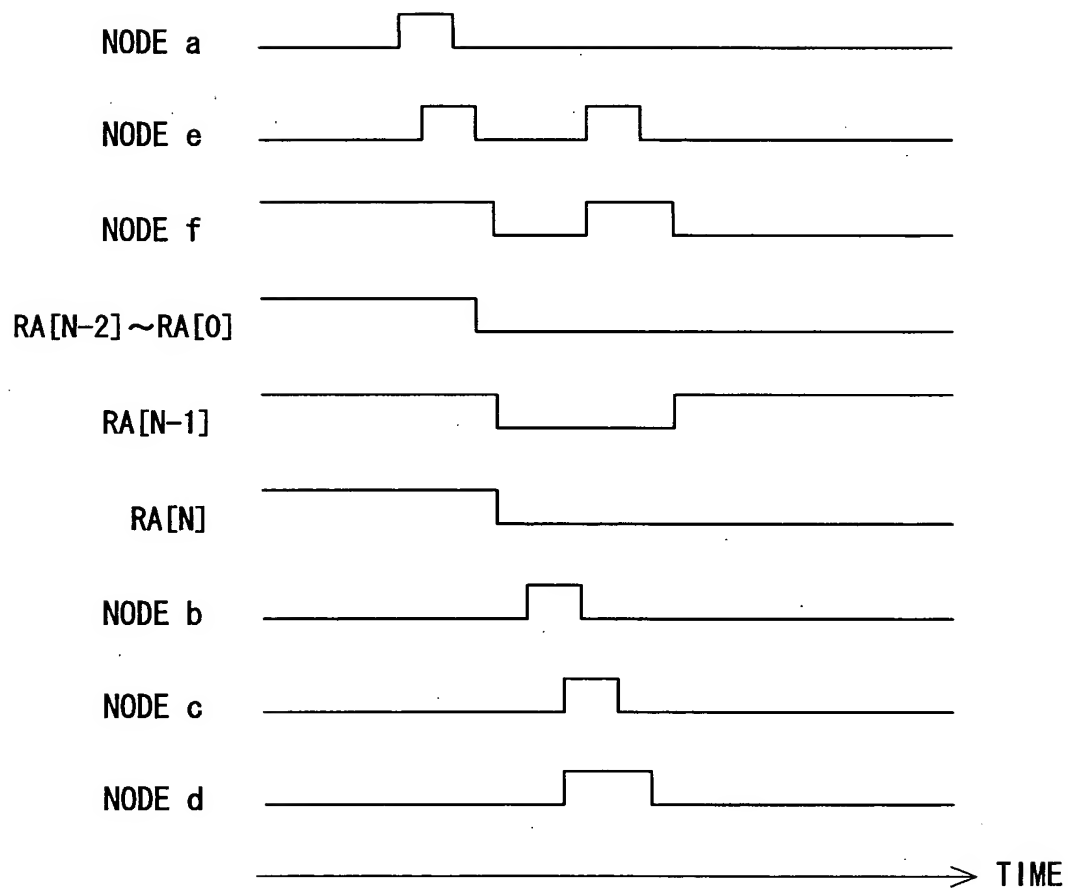 NODE a
NODE e
NODE f
RA[N-2]~RA[0]
RA[N-1]
RA[N]
NODE b
NODE c
NODE d
TIME